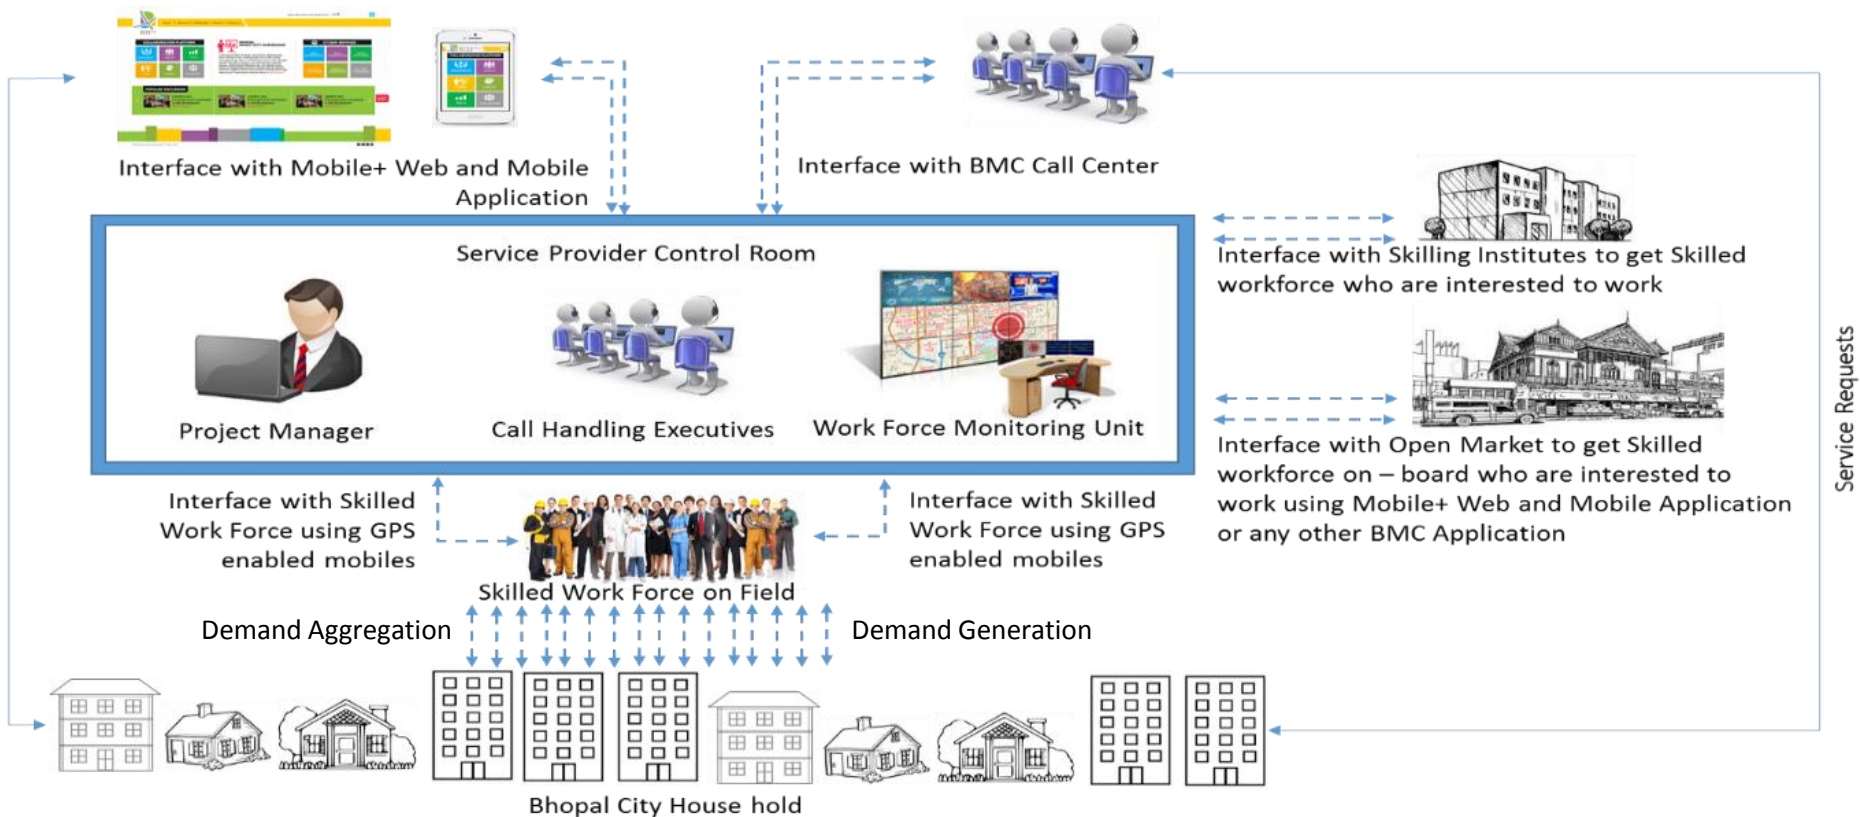 COLLABORATION PLATFORM
Interface with Mobile+ Web and Mobile
Application
Interface with BMC Call Center
Service Provider Control Room
Project Manager
Call Handling Executives
Work Force Monitoring Unit
Interface with Skilling Institutes to get Skilled
workforce who are interested to work
Interface with Open Market to get Skilled
workforce on – board who are interested to
work using Mobile+ Web and Mobile Application
or any other BMC Application
Service Requests
Interface with Skilled
Work Force using GPS
enabled mobiles
Interface with Skilled
Work Force using GPS
enabled mobiles
Skilled Work Force on Field
Demand Aggregation
Demand Generation
Bhopal City House hold